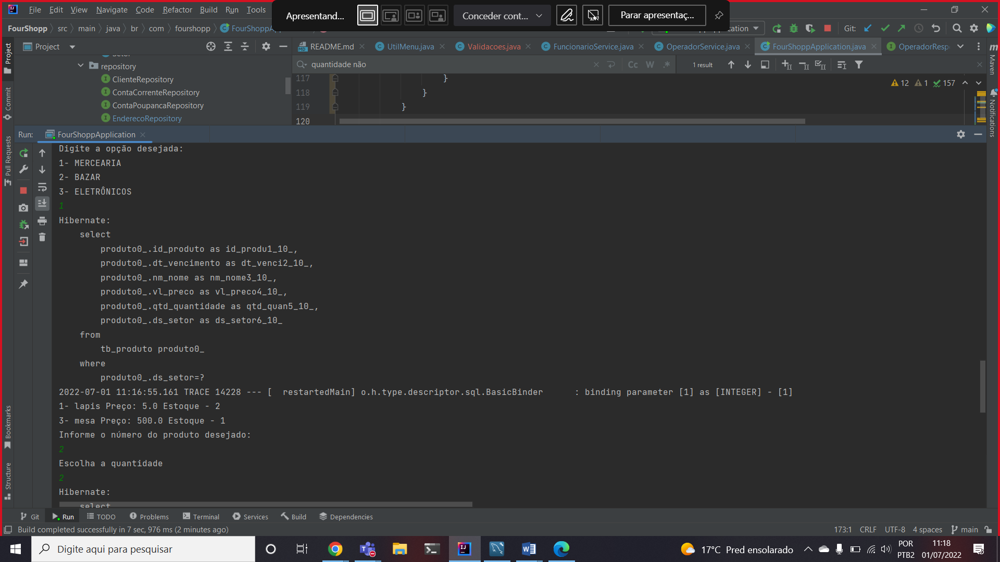 File Edit View Navigate Code Refactor Build Run Tools
Apresentand...
Conceder cont...
Parar apresentaç...
FourShopp src main java br com fourshopp FourShoppA
ication
Git:
Project
README.md
UtilMenu.java
Validacoes.java
FuncionarioService.java
OperadorService.java
FourShoppApplication.java
OperadorResp
repository
ClienteRepository
ContaCorrenteRepository
ContaPoupancaRepository
EnderecoRepository
quantidade não
Cc W .*
1 result
117 }
118 }
119 }
120
12 1 157
Project
Commit
Pull Requests
Bookmarks
Structure
Maven
Notifications
Run: FourShoppApplication
Digite a opção desejada:
1- MERCEARIA
2- BAZAR
3- ELETRÔNICOS
1
Hibernate:
select
produto0_.id_produto as id_produ1_10_,
produto0_.dt_vencimento as dt_venci2_10_,
produto0_.nm_nome as nm_nome3_10_,
produto0_.vl_preco as vl_preco4_10_,
produto0_.qtd_quantidade as qtd_quan5_10_,
produto0_.ds_setor as ds_setor6_10_
from
tb_produto produto0_
where
produto0_.ds_setor=?
2022-07-01 11:16:55.161 TRACE 14228 --- [  restartedMain] o.h.type.descriptor.sql.BasicBinder      : binding parameter [1] as [INTEGER] - [1]
1- lapis Preço: 5.0 Estoque - 2
3- mesa Preço: 500.0 Estoque - 1
Informe o número do produto desejado:
2
Escolha a quantidade
2
Hibernate:
select
Git Run TODO Problems Terminal Services Build Dependencies
Build completed successfully in 7 sec, 976 ms (2 minutes ago)
173:1 CRLF UTF-8 4 spaces main
Digite aqui para pesquisar
17°C Pred ensolarado
POR
PTB2
11:18
01/07/2022